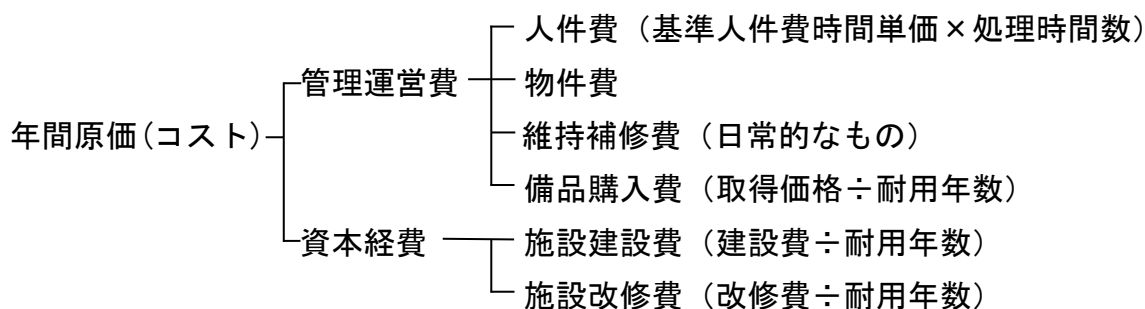 人件費（基準人件費時間単価×処理時間数）
管理運営費
物件費
年間原価(コスト)
維持補修費（日常的なもの）
備品購入費（取得価格÷耐用年数）
資本経費
施設建設費（建設費÷耐用年数）
施設改修費（改修費÷耐用年数）